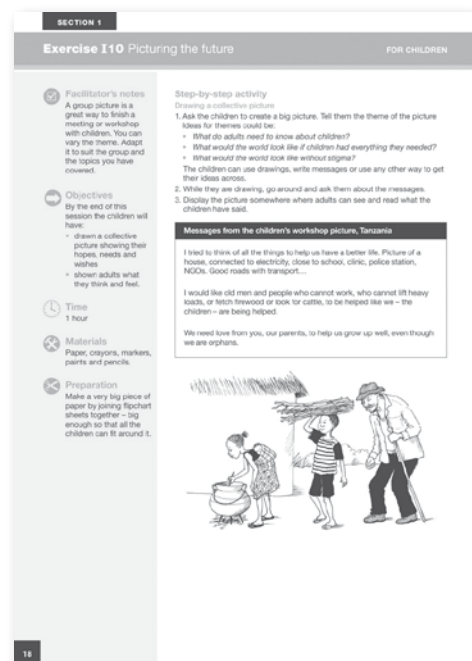 SECTION 1
Exercise I10 Picturing the future
FOR CHILDREN
Facilitator's notes
A group picture is a
great way to finish a
meeting or workshop
with children. You can
vary the theme. Adapt
it to suit the group and
the topics you have
covered.
Objectives
By the end of this
session the children will
have:
• drawn a collective
picture showing their
hopes, needs and
wishes
• shown adults what
they think and feel.
Time
1 hour
Materials
Paper, crayons, markers,
paints and pencils.
Preparation
Make a very big piece of
paper by joining flipchart
sheets together – big
enough so that all the
children can fit around it.
Step-by-step activity
Drawing a collective picture
1. Ask the children to create a big picture. Tell them the theme of the picture
Ideas for themes could be:
• What do adults need to know about children?
• What would the world look like if children had everything they needed?
• What would the world look like without stigma?
The children can use drawings, write messages or use any other way to get
their ideas across.
2. While they are drawing, go around and ask them about the messages.
3. Display the picture somewhere where adults can see and read what the
children have said.
Messages from the children's workshop picture, Tanzania
I tried to think of all the things to help us have a better life. Picture of a
house, connected to electricity, close to school, clinic, police station,
NGOs. Good roads with transport....
I would like old men and people who cannot work, who cannot lift heavy
loads, or fetch firewood or look for cattle, to be helped like we – the
children – are being helped.
We need love from you, our parents, to help us grow up well, even though
we are orphans.
18